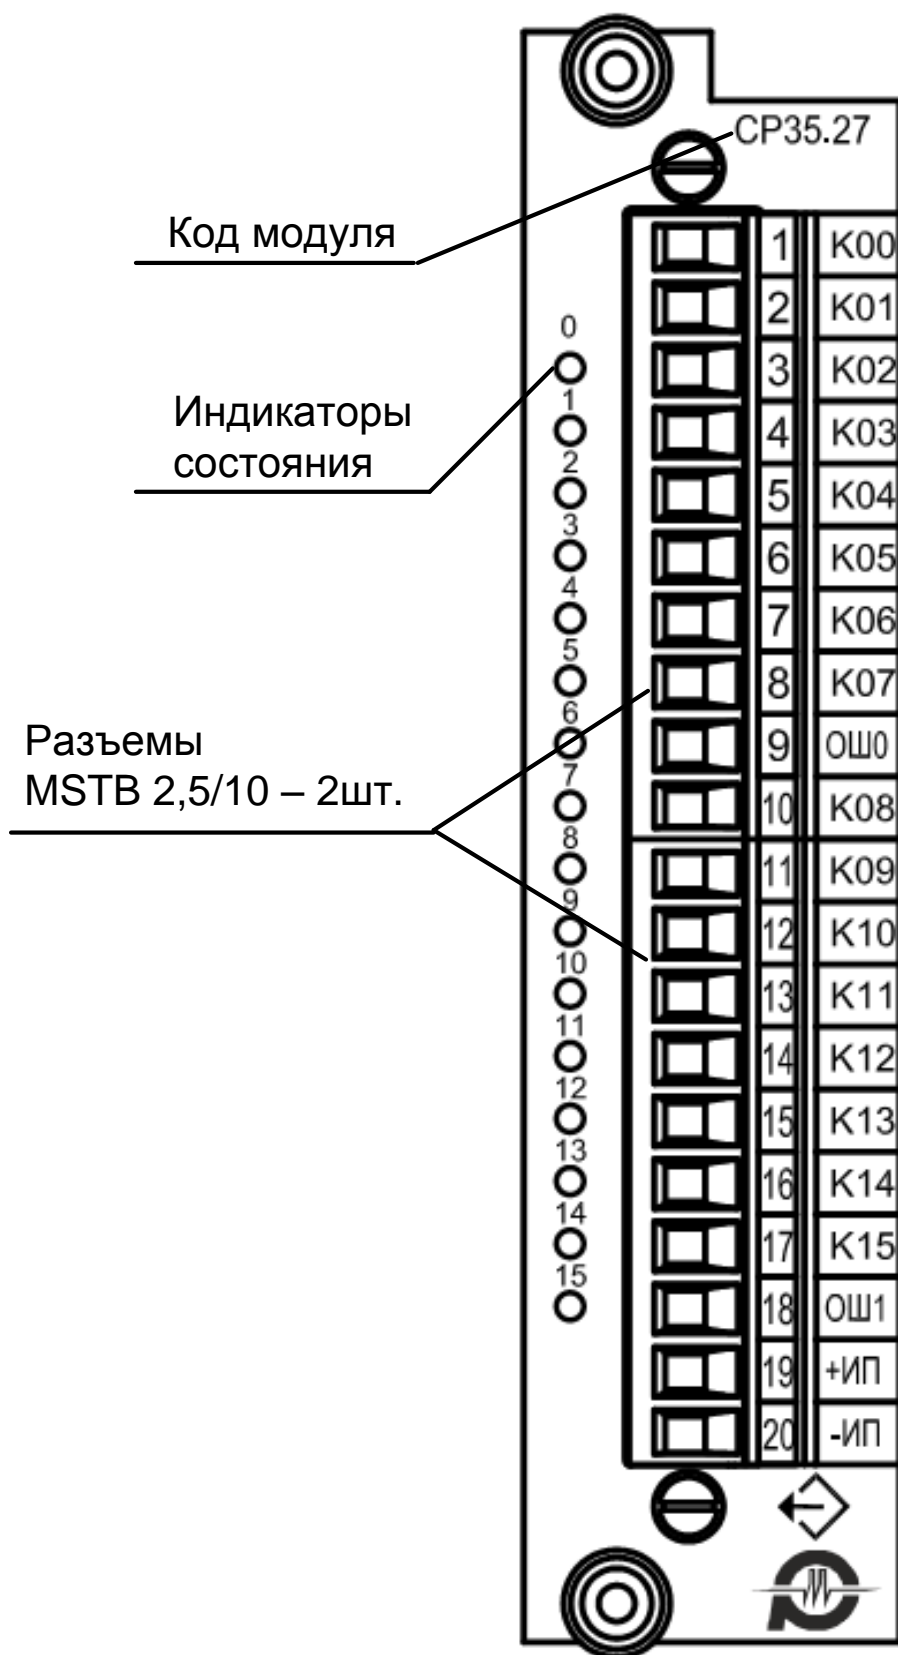 CP35.27
Код модуля
Индикаторы
состояния
Разъемы
MSTB 2,5/10 – 2шт.
0
1
2
3
4
5
6
7
8
9
10
11
12
13
14
15
1 K00
2 K01
3 K02
4 K03
5 K04
6 K05
7 K06
8 K07
9 ОШ0
10 K08
11 K09
12 K10
13 K11
14 K12
15 K13
16 K14
17 K15
18 ОШ1
19 +ИП
20 -ИП